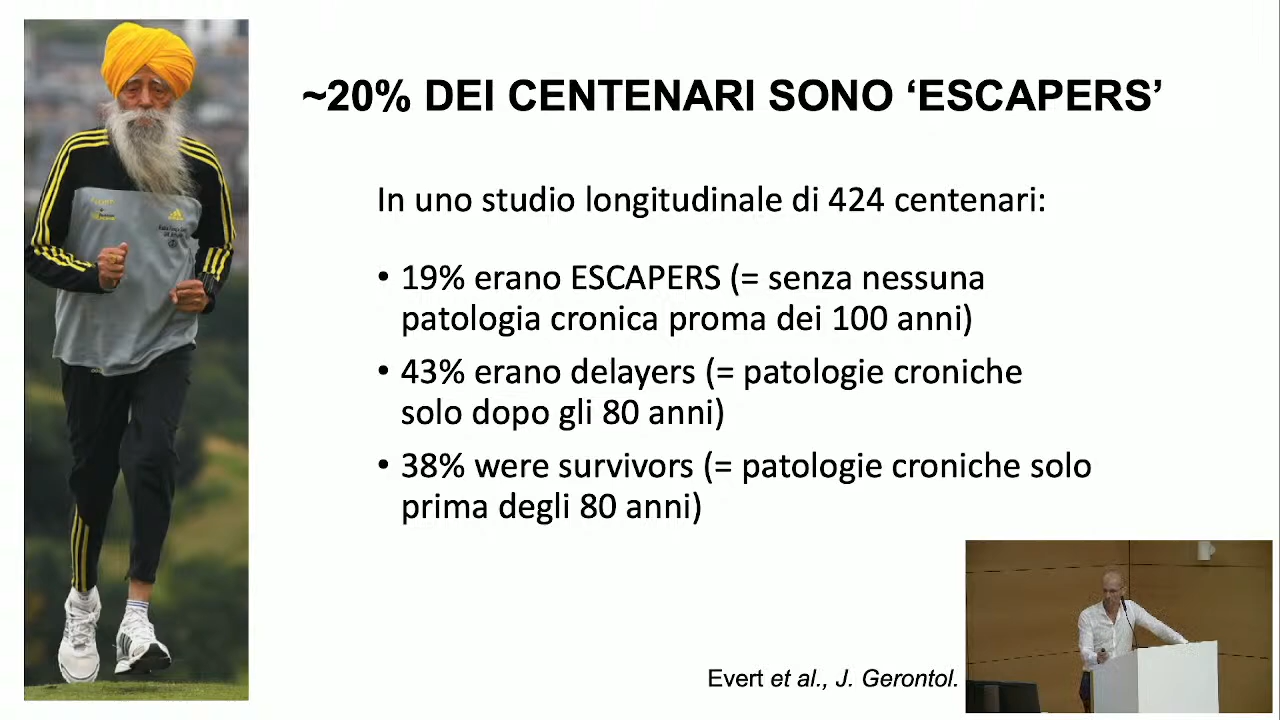 ~20% DEI CENTENARI SONO ‘ESCAPERS’
In uno studio longitudinale di 424 centenari:
• 19% erano ESCAPERS (= senza nessuna
patologia cronica proma dei 100 anni)
• 43% erano delayers (= patologie croniche
solo dopo gli 80 anni)
• 38% were survivors (= patologie croniche solo
prima degli 80 anni)
Evert et al., J. Gerontol.